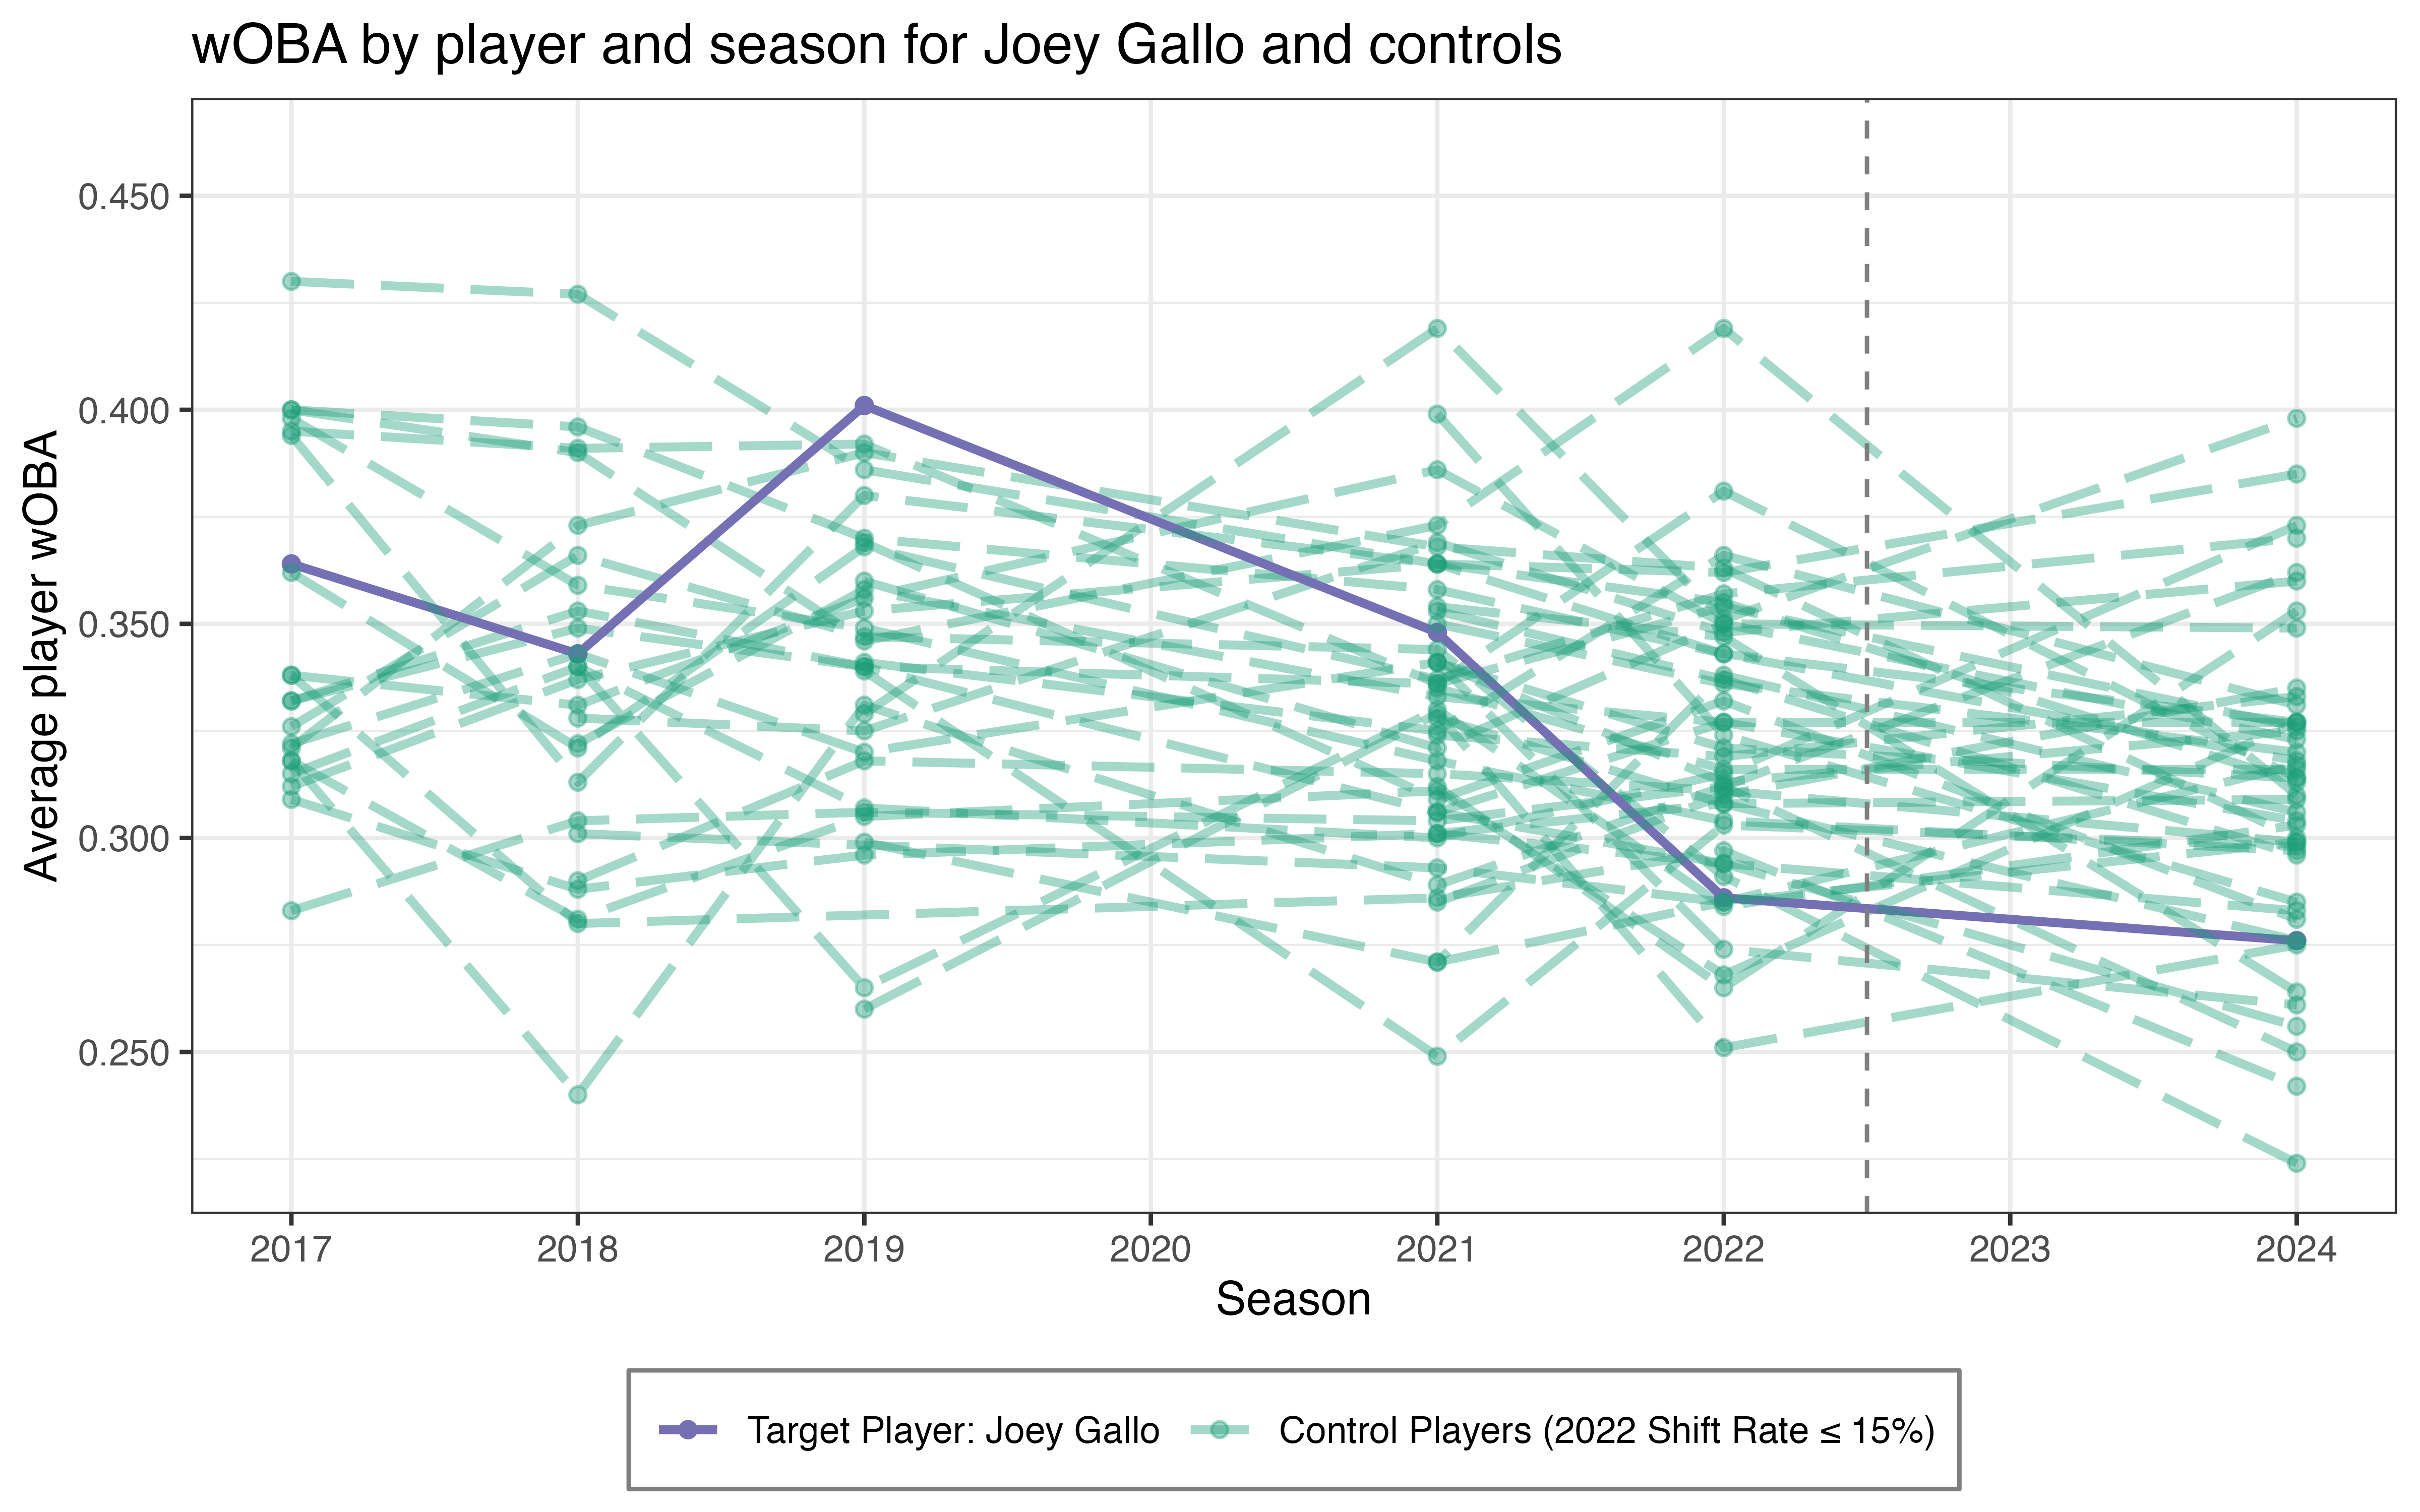 wOBA by player and season for Joey Gallo and controls
Average player wOBA
0.450
0.400
0.350
0.300
0.250
2017 2018 2019 2020 2021 2022 2023 2024
Season
Target Player: Joey Gallo Control Players (2022 Shift Rate ≤ 15%)